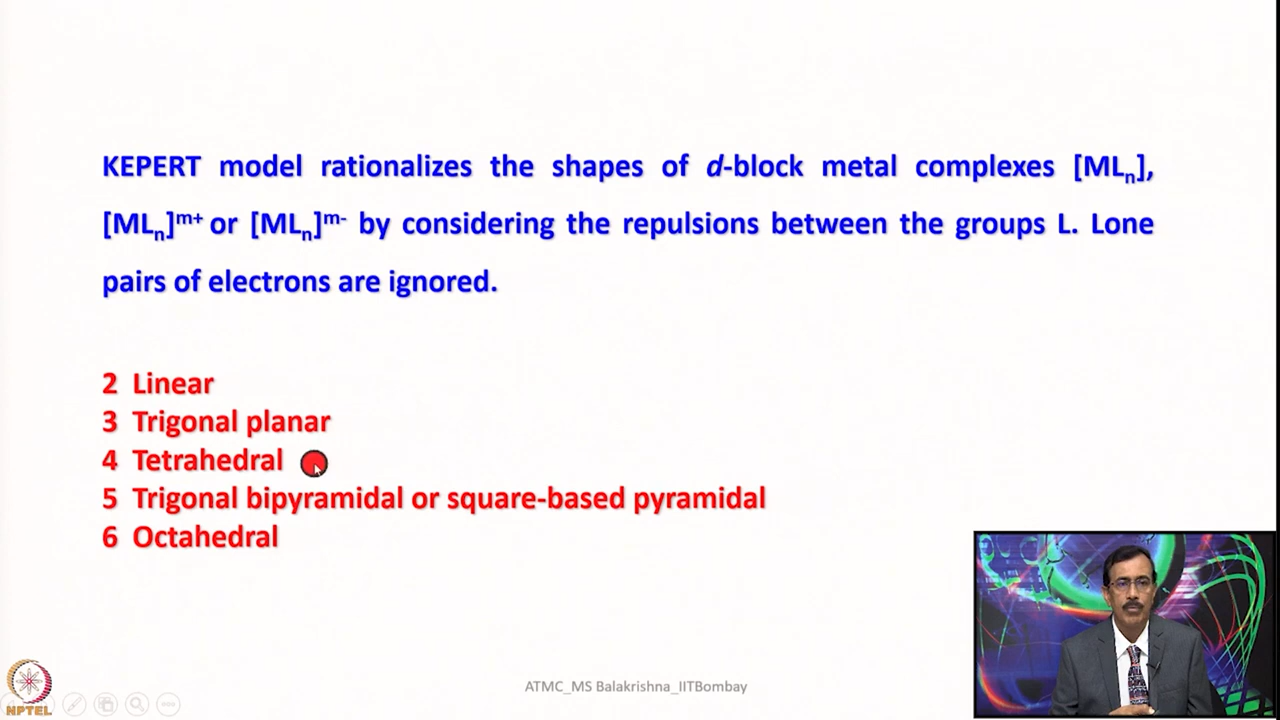 KEPERT model rationalizes the shapes of d-block metal complexes [MLn],
[MLn]m+ or [MLn]m- by considering the repulsions between the groups L. Lone
pairs of electrons are ignored.
2 Linear
3 Trigonal planar
4 Tetrahedral
5 Trigonal bipyramidal or square-based pyramidal
6 Octahedral
ATMC_MS Balakrishna_IITBombay
NPTEL